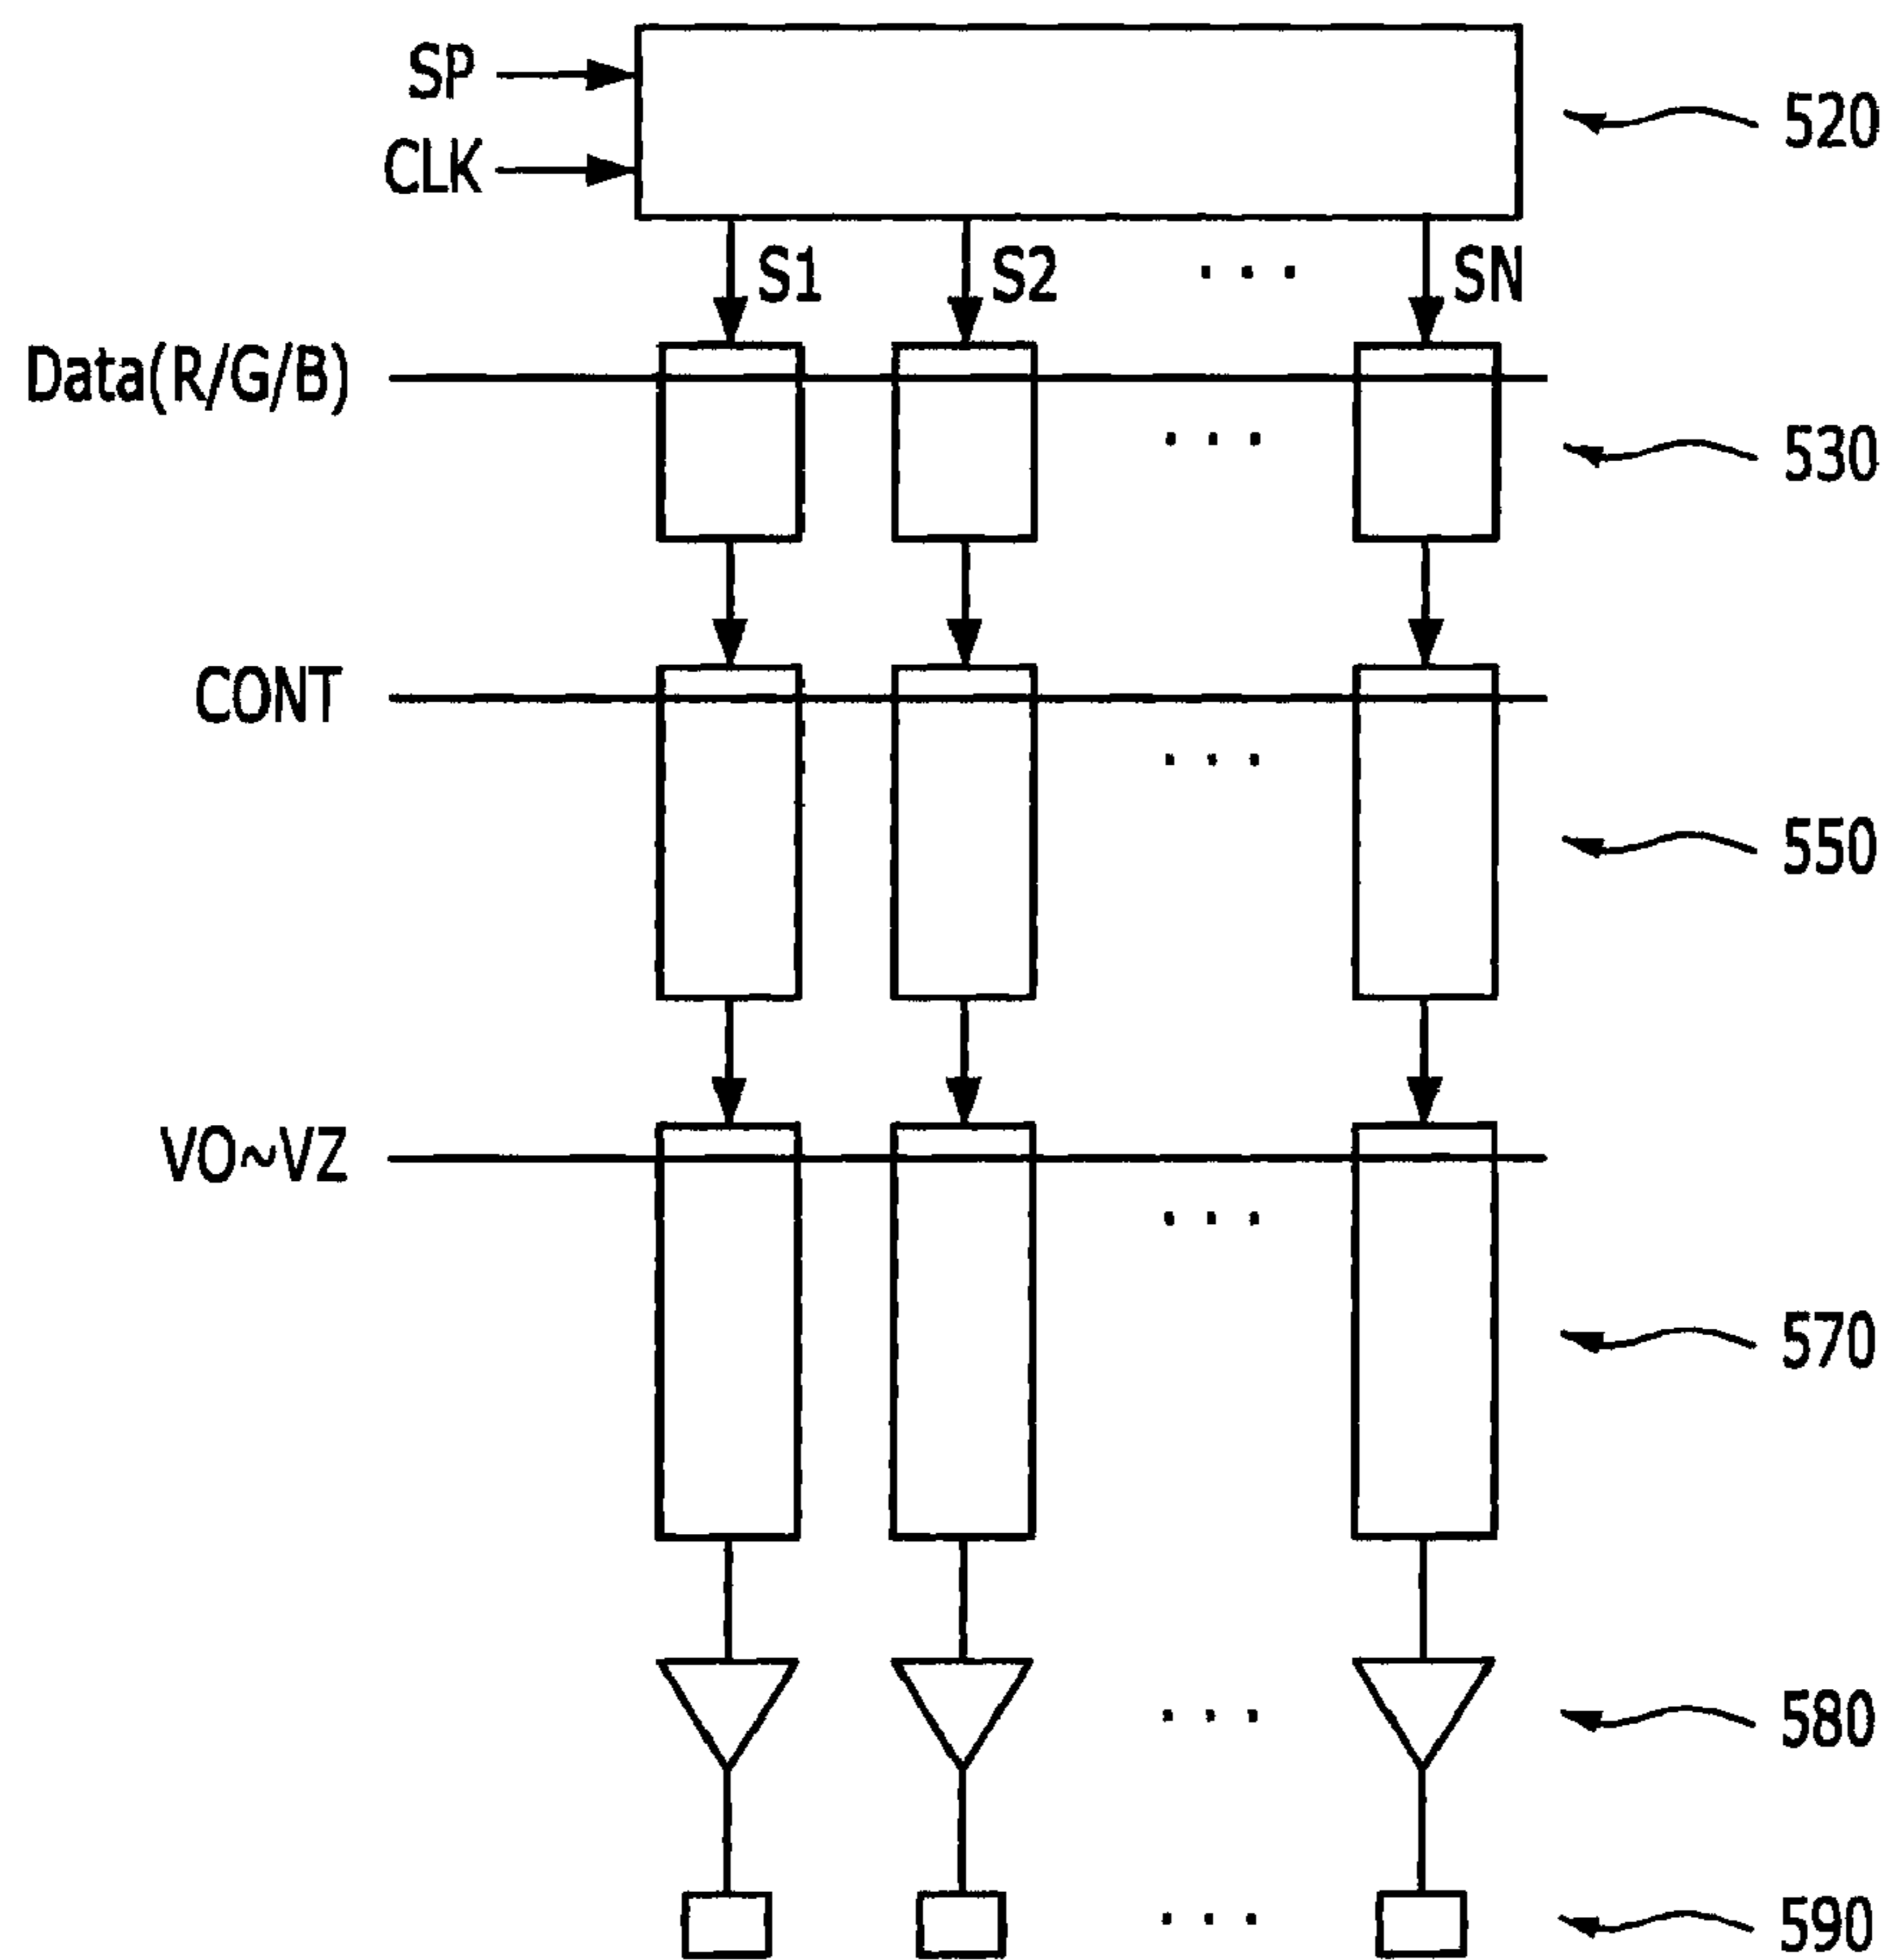 SP
CLK
520
S1 S2 ... SN
Data(R/G/B)
... 530
CONT
... 550
VO~VZ
... 570
... 580
... 590